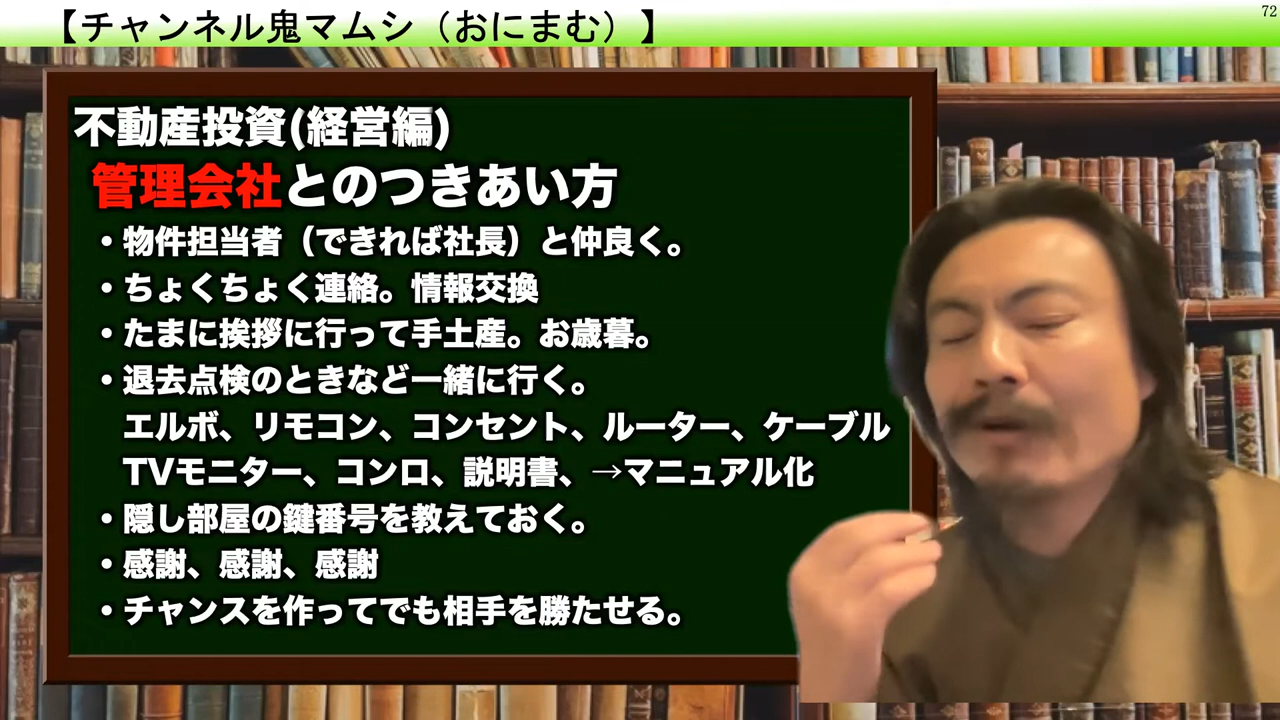 【チャンネル鬼マムシ（おにまむ）】
72
不動産投資(経営編)
管理会社とのつきあい方
・物件担当者（できれば社長）と仲良く。
・ちょくちょく連絡。情報交換
・たまに挨拶に行って手土産。お歳暮。
・退去点検のときなど一緒に行く。
エルボ、リモコン、コンセント、ルーター、ケーブル
TVモニター、コンロ、説明書、→マニュアル化
・隠し部屋の鍵番号を教えておく。
・感謝、感謝、感謝
・チャンスを作ってでも相手を勝たせる。